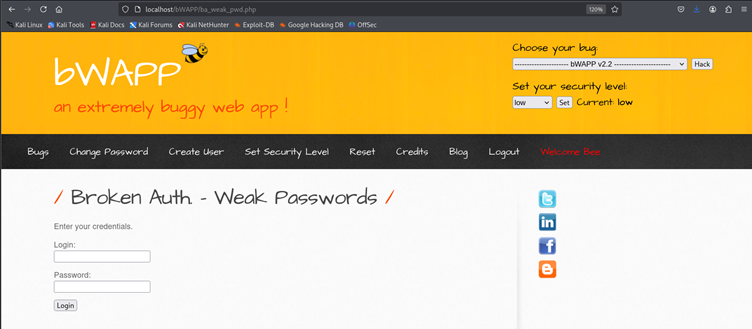 localhost/bWAPP/ba_weak_pwd.php
120%
Kali Linux Kali Tools Kali Docs Kali Forums Kali NetHunter Exploit-DB Google Hacking DB OffSec
bWAPP
an extremely buggy web app !
Choose your bug:
---------------------- bWAPP v2.2 ---------------------- Hack
Set your security level:
low Set Current: low
Bugs Change Password Create User Set Security Level Reset Credits Blog Logout Welcome Bee
/ Broken Auth. - Weak Passwords /
Enter your credentials.
Login:
Password:
Login